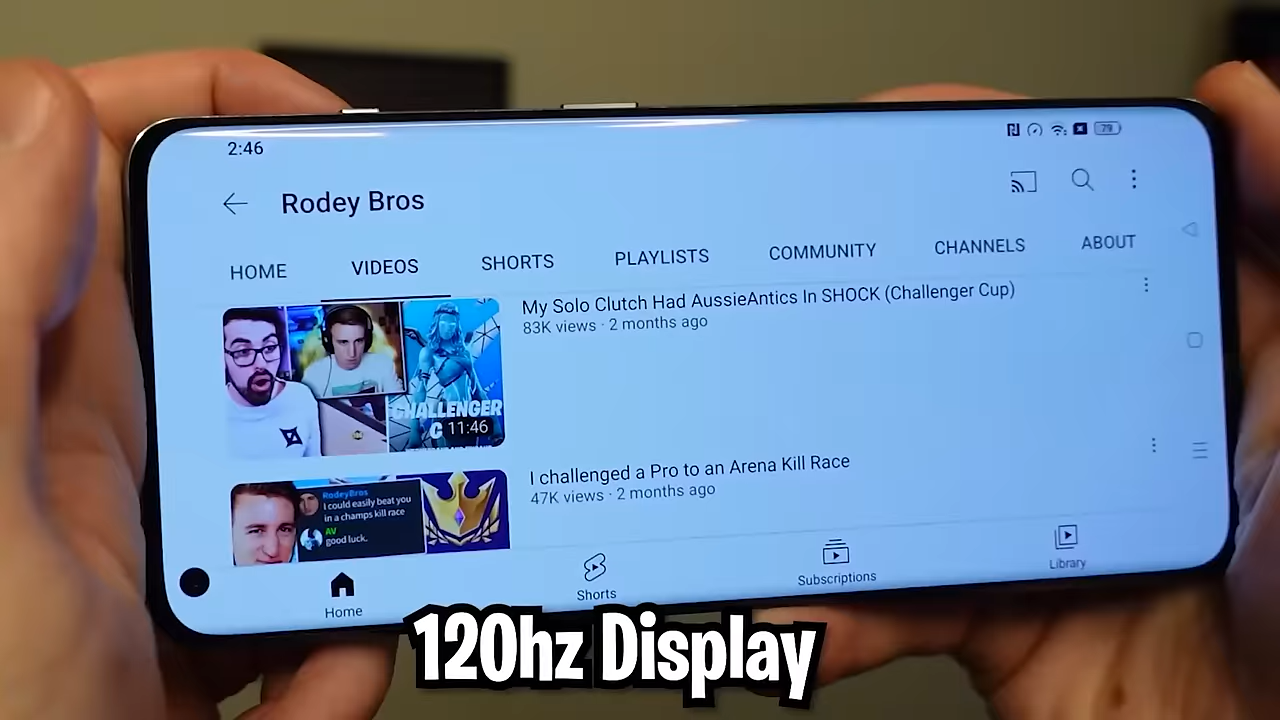 2:46
79
Rodey Bros
HOME VIDEOS SHORTS PLAYLISTS COMMUNITY CHANNELS ABOUT
My Solo Clutch Had AussieAntics In SHOCK (Challenger Cup)
83K views · 2 months ago
CHALLENGER
C 11:46
I challenged a Pro to an Arena Kill Race
47K views · 2 months ago
RodeyBros
I could easily beat you
in a champs kill race
AV
good luck.
Home Shorts Subscriptions Library
120hz Display